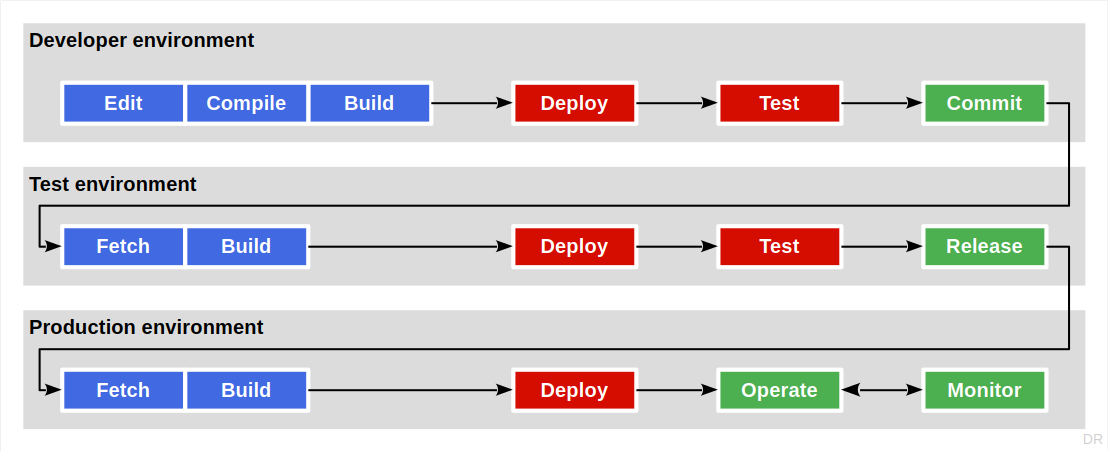 Developer environment
Edit Compile Build Deploy Test Commit
Test environment
Fetch Build Deploy Test Release
Production environment
Fetch Build Deploy Operate Monitor
DR